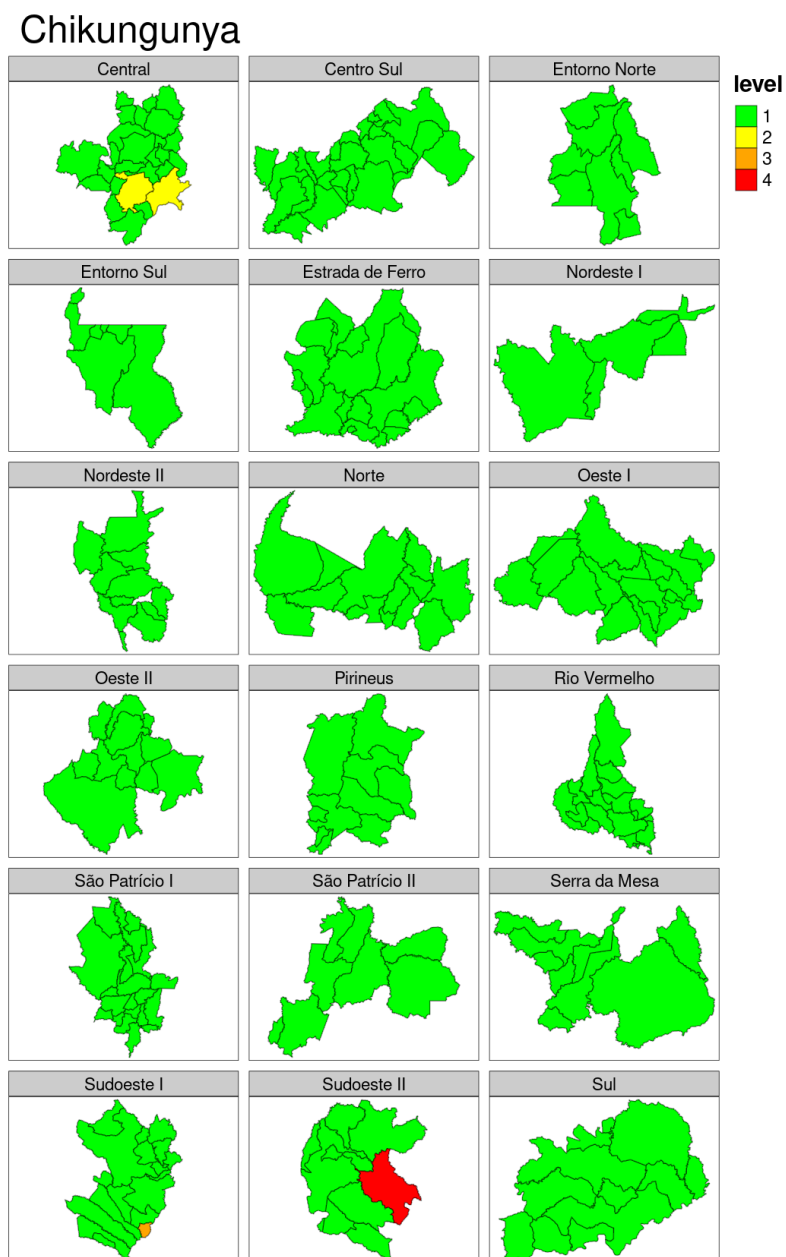 Chikungunya
Central
Centro Sul
Entorno Norte
level
1
2
3
4
Entorno Sul
Estrada de Ferro
Nordeste I
Nordeste II
Norte
Oeste I
Oeste II
Pirineus
Rio Vermelho
São Patrício I
São Patrício II
Serra da Mesa
Sudoeste I
Sudoeste II
Sul